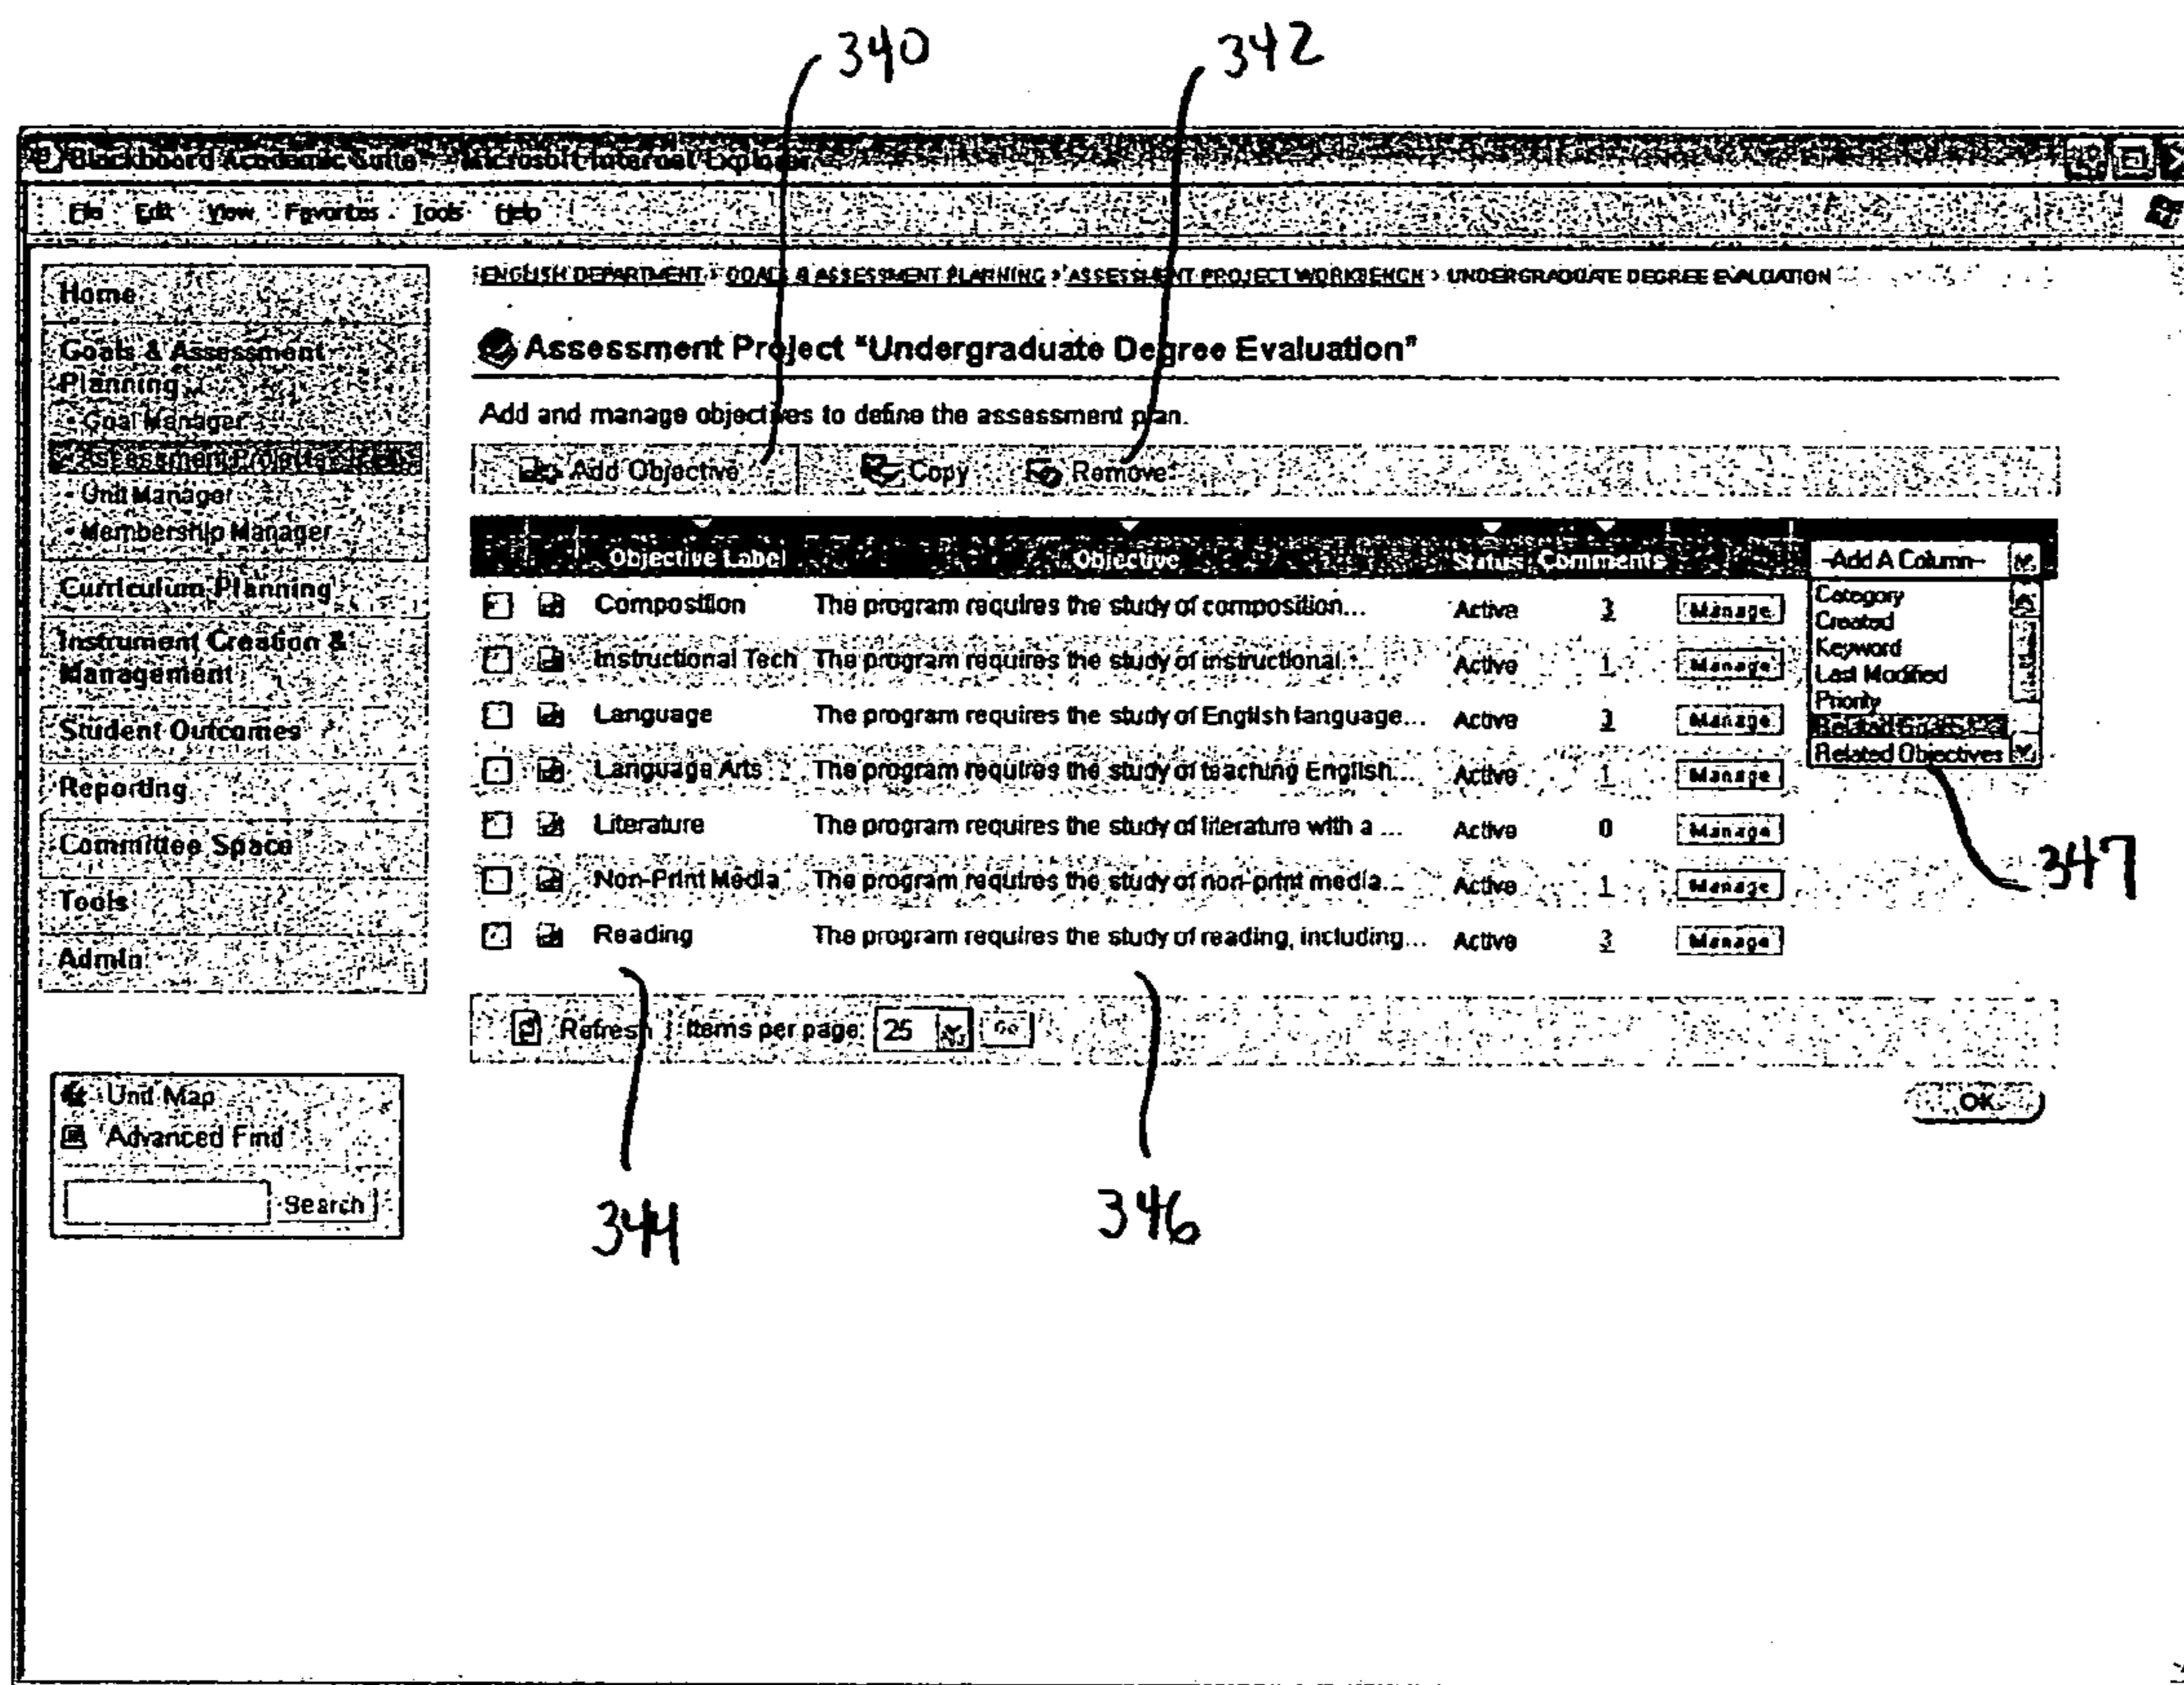 340 342
Blackboard Academic Suite - Microsoft Internet Explorer
File Edit View Favorites Tools Help
ENGLISH DEPARTMENT > GOALS & ASSESSMENT PLANNING > ASSESSMENT PROJECT WORKBENCH > UNDERGRADUATE DEGREE EVALUATION
Home
Goals & Assessment
Planning
• Goal Manager
• Assessment Projects
• Unit Manager
• Membership Manager
Curriculum Planning
Instrument Creation &
Management
Student Outcomes
Reporting
Committee Space
Tools
Admin
Unit Map
Advanced Find
Search
Assessment Project "Undergraduate Degree Evaluation"
Add and manage objectives to define the assessment plan.
Add Objective Copy Remove
Objective Label Objective Status Comments -Add A Column-
Composition The program requires the study of composition... Active 3 Manage
Instructional Tech The program requires the study of instructional... Active 1 Manage
Language The program requires the study of English language... Active 3 Manage
Language Arts The program requires the study of teaching English... Active 1 Manage
Literature The program requires the study of literature with a ... Active 0 Manage
Non-Print Media The program requires the study of non-print media... Active 1 Manage
Reading The program requires the study of reading, including... Active 3 Manage
Category
Created
Keyword
Last Modified
Priority
Related Goals
Related Objectives
347
Refresh Items per page: 25 Go
OK
344 346